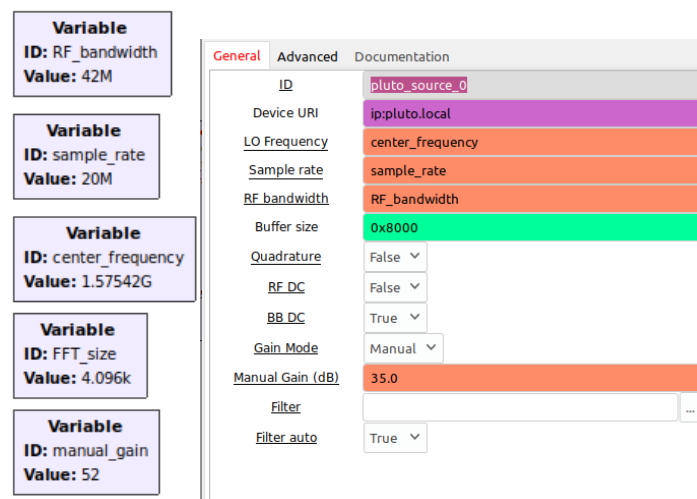 Variable
ID: RF_bandwidth
Value: 42M
Variable
ID: sample_rate
Value: 20M
Variable
ID: center_frequency
Value: 1.57542G
Variable
ID: FFT_size
Value: 4.096k
Variable
ID: manual_gain
Value: 52
General Advanced Documentation
ID pluto_source_0
Device URI ip:pluto.local
LO Frequency center_frequency
Sample rate sample_rate
RF bandwidth RF_bandwidth
Buffer size 0x8000
Quadrature False
RF DC False
BB DC True
Gain Mode Manual
Manual Gain (dB) 35.0
Filter ...
Filter auto True